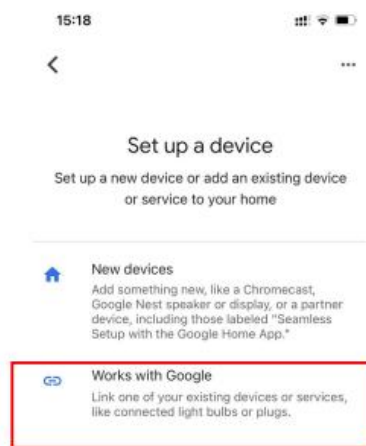 15:18
...
Set up a device
Set up a new device or add an existing device
or service to your home
New devices
Add something new, like a Chromecast,
Google Nest speaker or display, or a partner
device, including those labeled "Seamless
Setup with the Google Home App."
Works with Google
Link one of your existing devices or services,
like connected light bulbs or plugs.